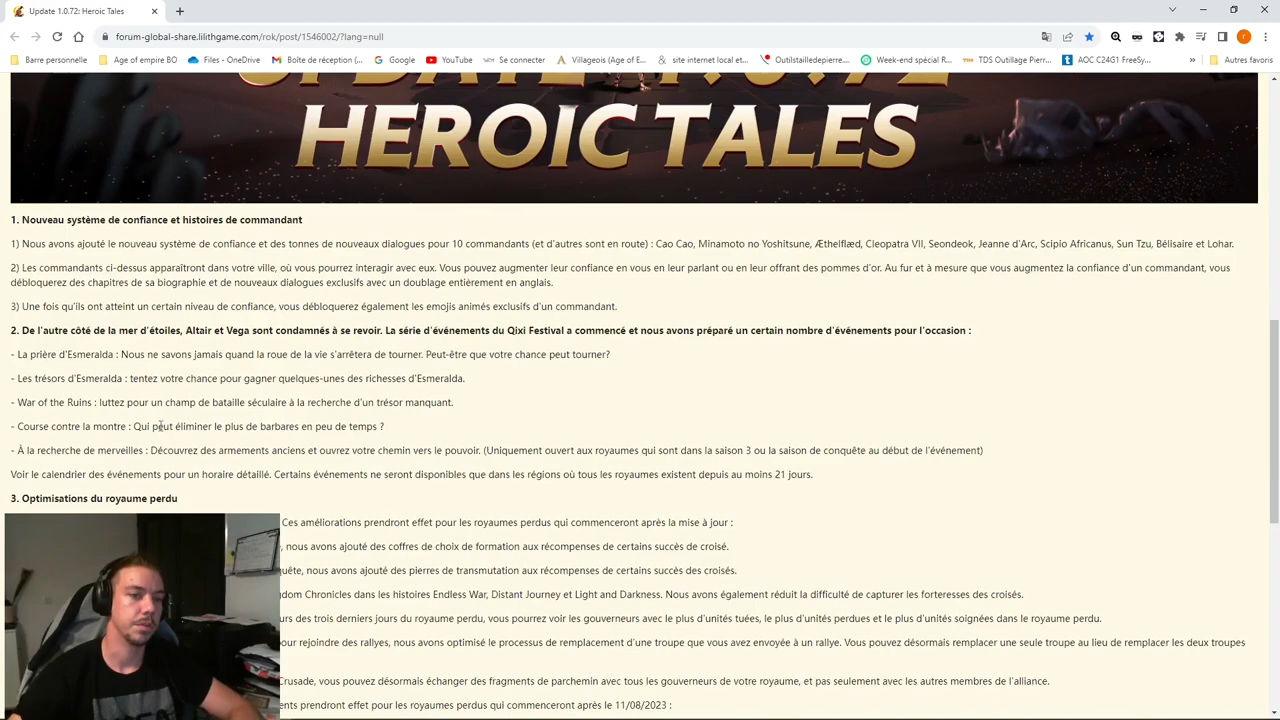 Update 1.0.72: Heroic Tales
forum-global-share.lilithgame.com/rok/post/1546002/?lang=null
Barre personnelle
Age of empire BO
Files - OneDrive
Boîte de réception (...
Google
YouTube
Se connecter
Villageois (Age of E...
site internet local et...
Outilstailledepierre....
Week-end spécial R...
TDS Outillage Pierr...
AOC C24G1 FreeSy...
»
Autres favoris
HEROIC TALES
1. Nouveau système de confiance et histoires de commandant
1) Nous avons ajouté le nouveau système de confiance et des tonnes de nouveaux dialogues pour 10 commandants (et d'autres sont en route) : Cao Cao, Minamoto no Yoshitsune, Æthelflæd, Cleopatra VII, Seondeok, Jeanne d'Arc, Scipio Africanus, Sun Tzu, Bélisaire et Lohar.
2) Les commandants ci-dessus apparaîtront dans votre ville, où vous pourrez interagir avec eux. Vous pouvez augmenter leur confiance en vous en leur parlant ou en leur offrant des pommes d'or. Au fur et à mesure que vous augmentez la confiance d'un commandant, vous
débloquerez des chapitres de sa biographie et de nouveaux dialogues exclusifs avec un doublage entièrement en anglais.
3) Une fois qu'ils ont atteint un certain niveau de confiance, vous débloquerez également les emojis animés exclusifs d'un commandant.
2. De l'autre côté de la mer d'étoiles, Altair et Vega sont condamnés à se revoir. La série d'événements du Qixi Festival a commencé et nous avons préparé un certain nombre d'événements pour l'occasion :
- La prière d'Esmeralda : Nous ne savons jamais quand la roue de la vie s'arrêtera de tourner. Peut-être que votre chance peut tourner?
- Les trésors d'Esmeralda : tentez votre chance pour gagner quelques-unes des richesses d'Esmeralda.
- War of the Ruins : luttez pour un champ de bataille séculaire à la recherche d'un trésor manquant.
- Course contre la montre : Qui peut éliminer le plus de barbares en peu de temps ?
- À la recherche de merveilles : Découvrez des armements anciens et ouvrez votre chemin vers le pouvoir. (Uniquement ouvert aux royaumes qui sont dans la saison 3 ou la saison de conquête au début de l'événement)
Voir le calendrier des événements pour un horaire détaillé. Certains événements ne seront disponibles que dans les régions où tous les royaumes existent depuis au moins 21 jours.
3. Optimisations du royaume perdu
Ces améliorations prendront effet pour les royaumes perdus qui commenceront après la mise à jour :
, nous avons ajouté des coffres de choix de formation aux récompenses de certains succès de croisé.
quête, nous avons ajouté des pierres de transmutation aux récompenses de certains succès des croisés.
gdom Chronicles dans les histoires Endless War, Distant Journey et Light and Darkness. Nous avons également réduit la difficulté de capturer les forteresses des croisés.
urs des trois derniers jours du royaume perdu, vous pourrez voir les gouverneurs avec le plus d'unités tuées, le plus d'unités perdues et le plus d'unités soignées dans le royaume perdu.
our rejoindre des rallyes, nous avons optimisé le processus de remplacement d'une troupe que vous avez envoyée à un rallye. Vous pouvez désormais remplacer une seule troupe au lieu de remplacer les deux troupes
Crusade, vous pouvez désormais échanger des fragments de parchemin avec tous les gouverneurs de votre royaume, et pas seulement avec les autres membres de l'alliance.
ents prendront effet pour les royaumes perdus qui commenceront après le 11/08/2023 :